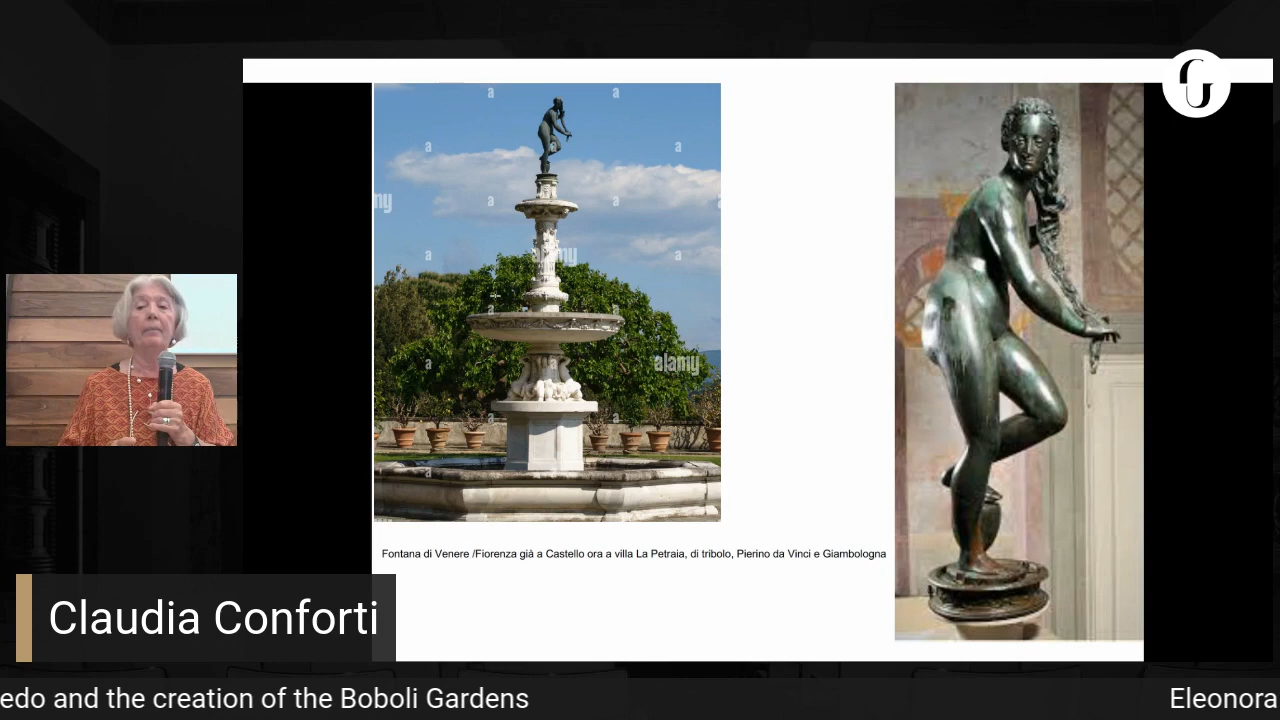 alamy
Fontana di Venere /Fiorenza già a Castello ora a villa La Petraia, di tribolo, Pierino da Vinci e Giambologna
Claudia Conforti
edo and the creation of the Boboli Gardens
Eleonora